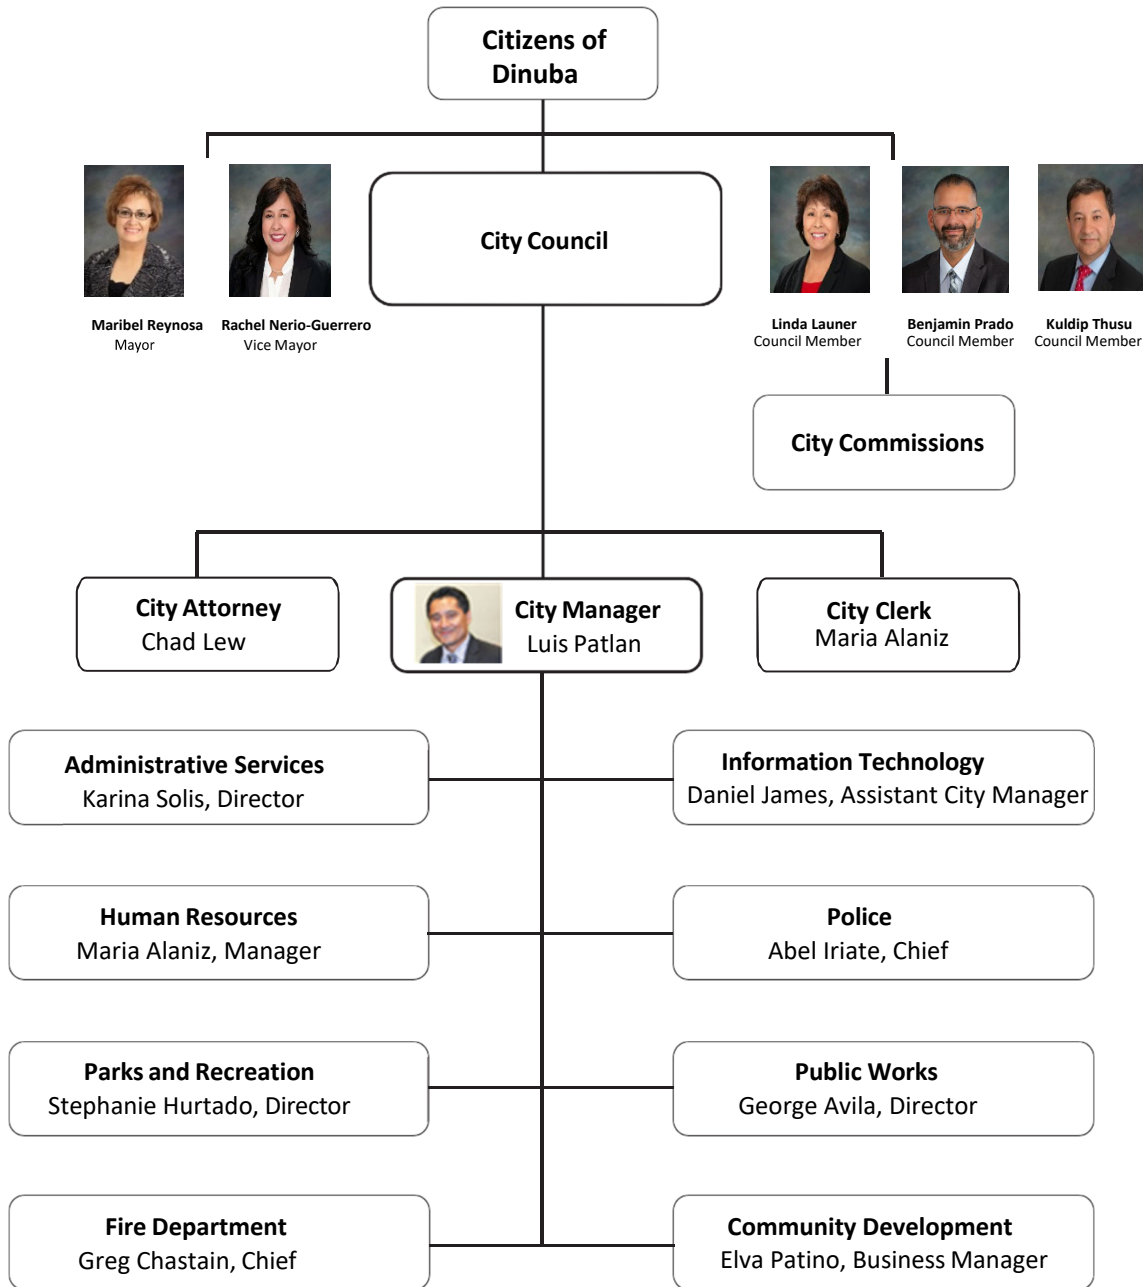 Citizens of
Dinuba
City Council
Maribel Reynosa
Mayor
Rachel Nerio-Guerrero
Vice Mayor
Linda Launer
Council Member
Benjamin Prado
Council Member
Kuldip Thusu
Council Member
City Commissions
City Attorney
Chad Lew
City Manager
Luis Patlan
City Clerk
Maria Alaniz
Administrative Services
Karina Solis, Director
Information Technology
Daniel James, Assistant City Manager
Human Resources
Maria Alaniz, Manager
Police
Abel Iriate, Chief
Parks and Recreation
Stephanie Hurtado, Director
Public Works
George Avila, Director
Fire Department
Greg Chastain, Chief
Community Development
Elva Patino, Business Manager